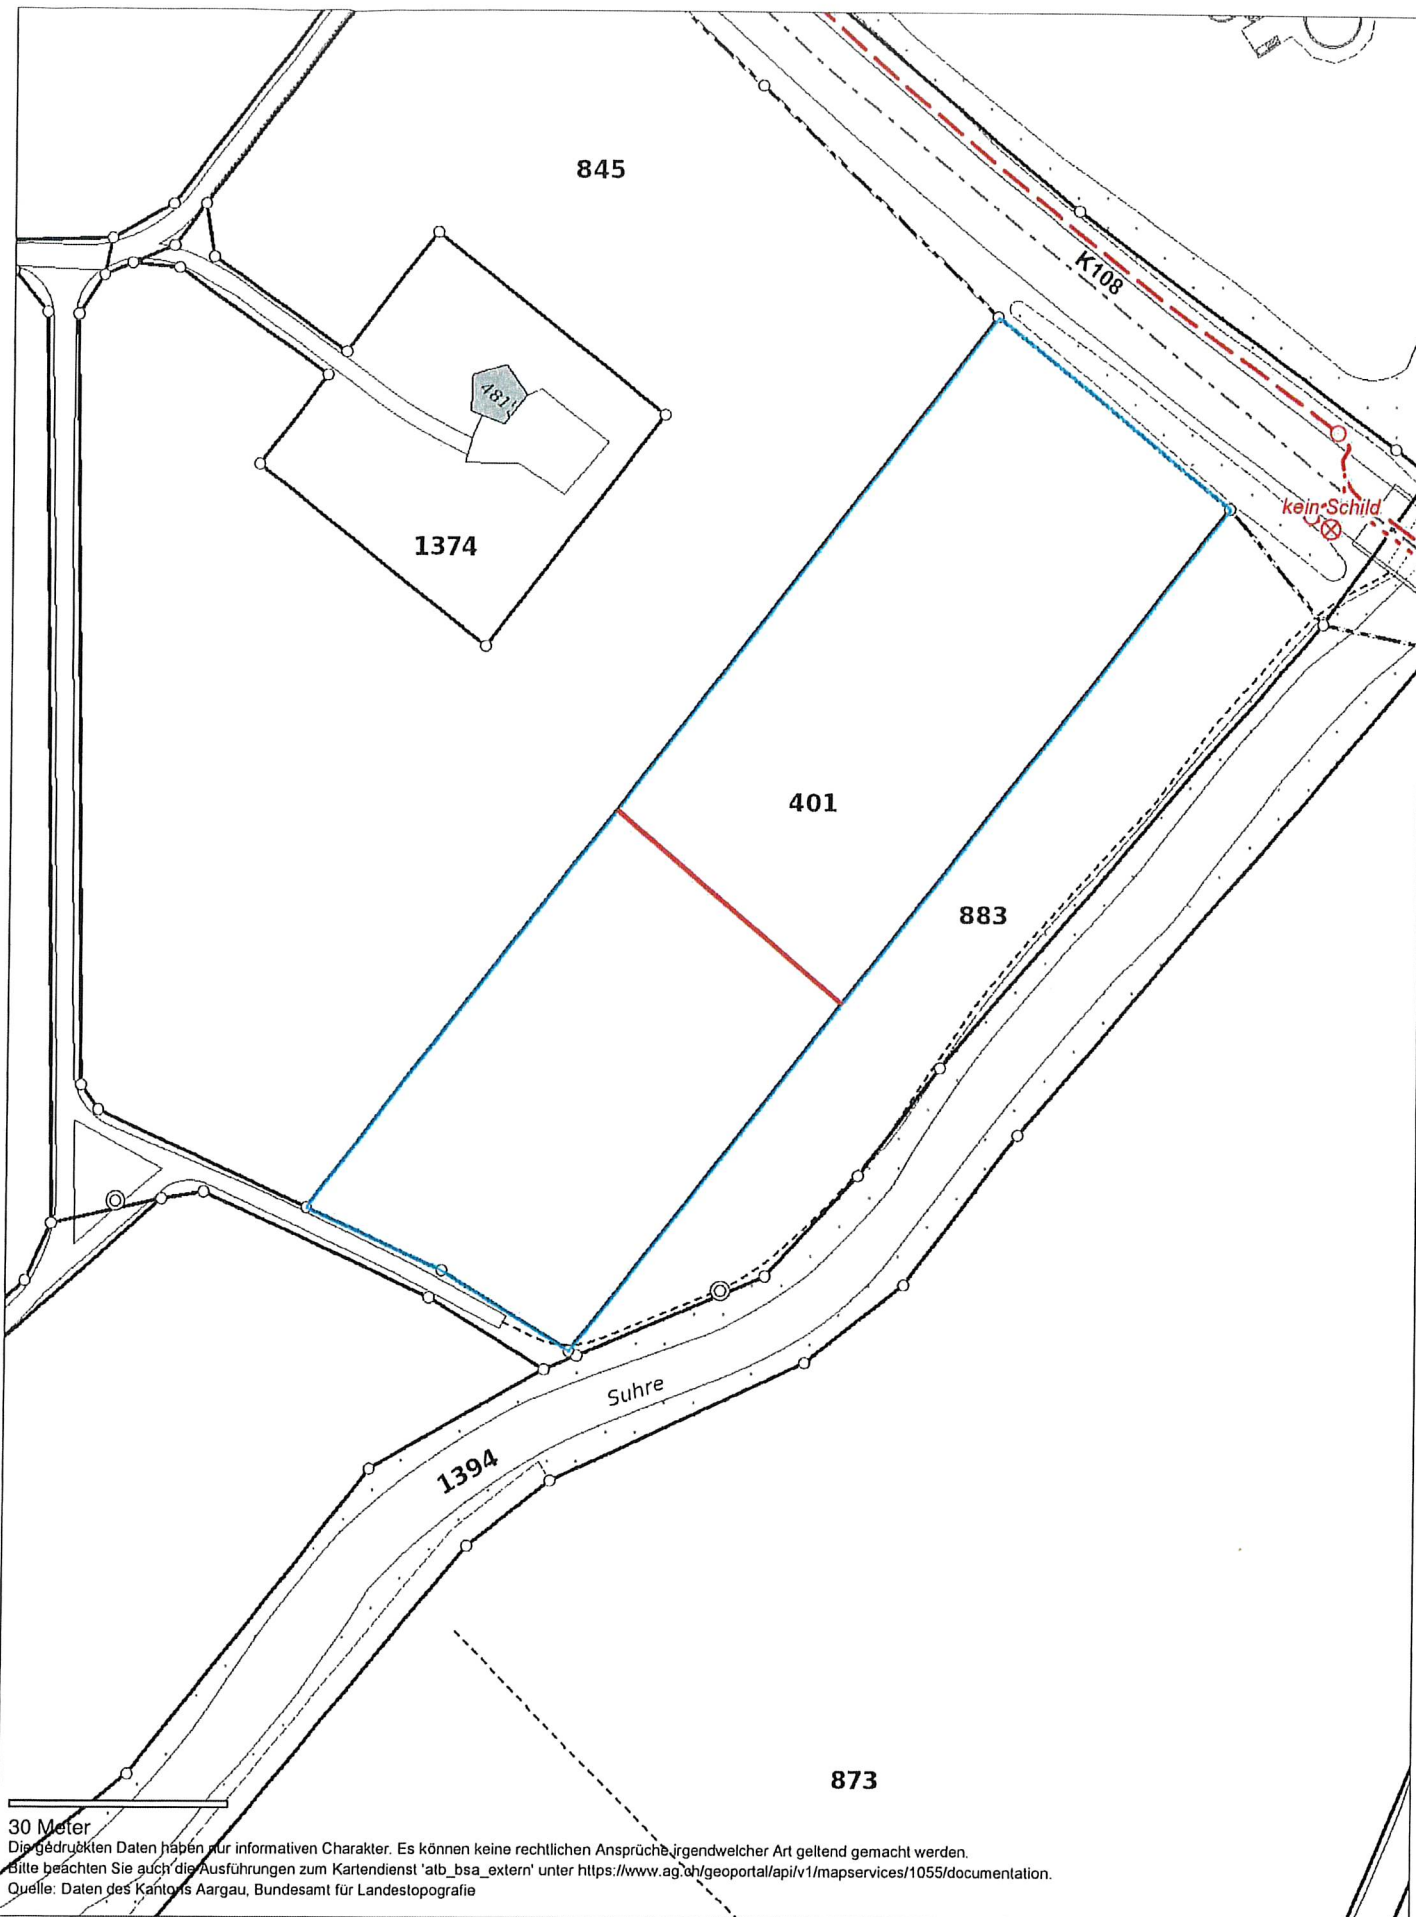 845
K108
481
kein Schild
1374
401
883
Suhre
1394
873
30 Meter
Die gedruckten Daten haben nur informativen Charakter. Es können keine rechtlichen Ansprüche irgendwelcher Art geltend gemacht werden.
Bitte beachten Sie auch die Ausführungen zum Kartendienst 'atb_bsa_extern' unter https://www.ag.ch/geoportal/api/v1/mapservices/1055/documentation.
Quelle: Daten des Kantons Aargau, Bundesamt für Landestopografie